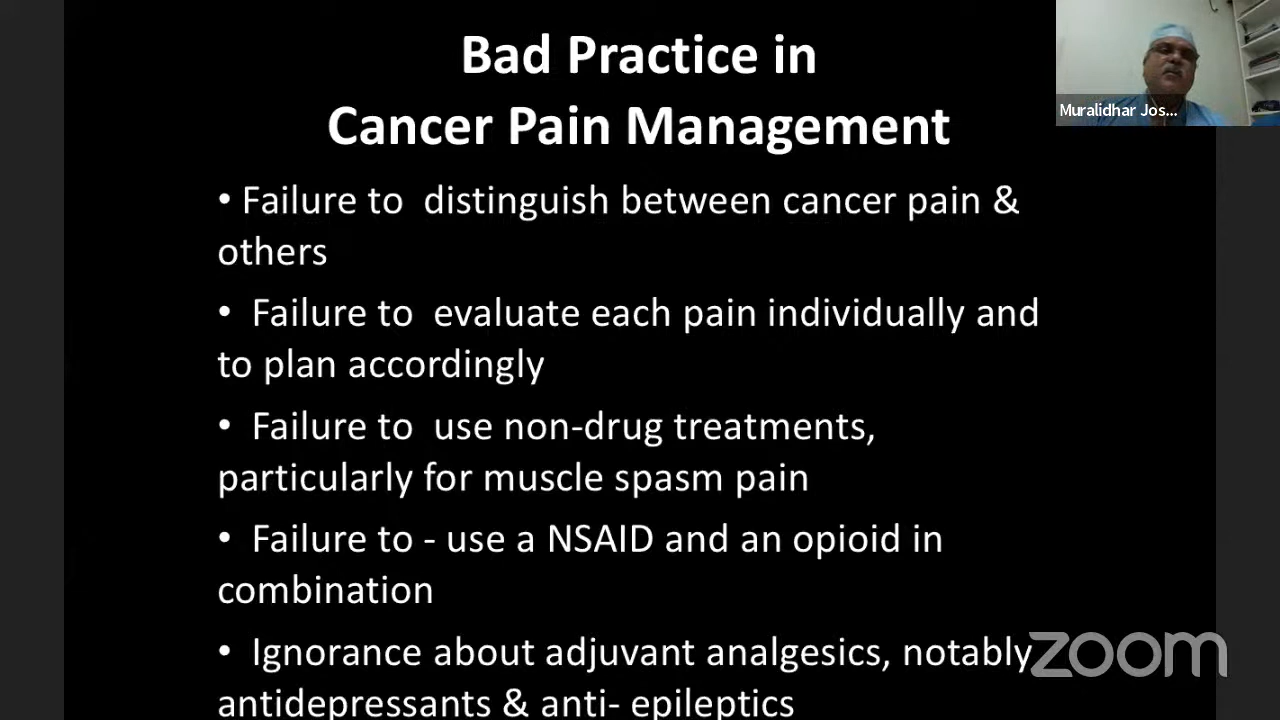 Bad Practice in
Cancer Pain Management
Muralidhar Jos...
• Failure to distinguish between cancer pain &
others
• Failure to evaluate each pain individually and
to plan accordingly
• Failure to use non-drug treatments,
particularly for muscle spasm pain
• Failure to - use a NSAID and an opioid in
combination
• Ignorance about adjuvant analgesics, notably
antidepressants & anti- epileptics
zoom